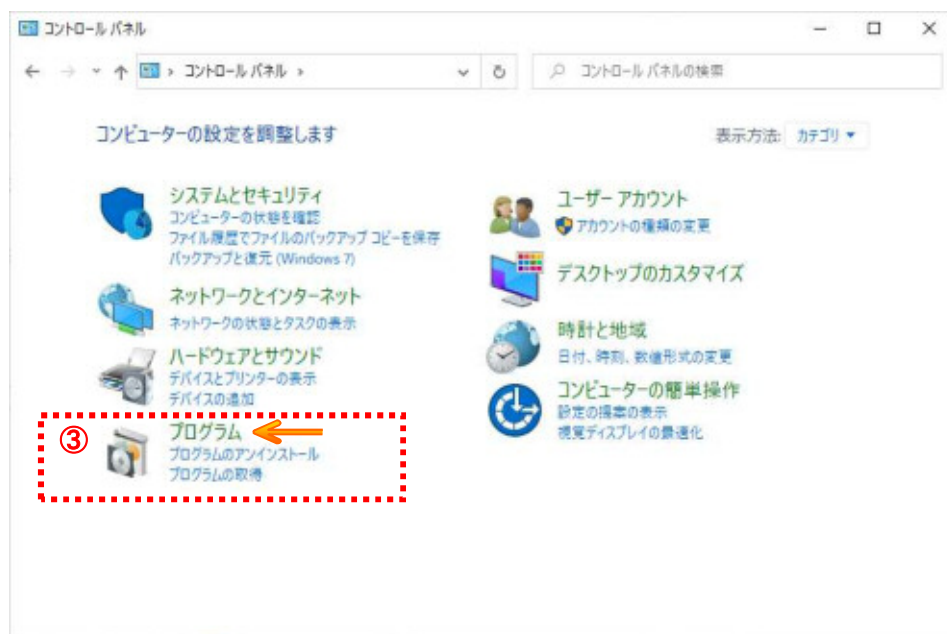 コントロール パネル
コントロール パネル
コントロール パネルの検索
コンピューターの設定を調整します
表示方法: カテゴリ
システムとセキュリティ
コンピューターの状態を確認
ファイル履歴でファイルのバックアップ コピーを保存
バックアップと復元 (Windows 7)
ネットワークとインターネット
ネットワークの状態とタスクの表示
ハードウェアとサウンド
デバイスとプリンターの表示
デバイスの追加
③
プログラム
プログラムのアンインストール
プログラムの取得
ユーザー アカウント
アカウントの種類の変更
デスクトップのカスタマイズ
時計と地域
日付、時刻、数値形式の変更
コンピューターの簡単操作
設定の提案の表示
視覚ディスプレイの最適化